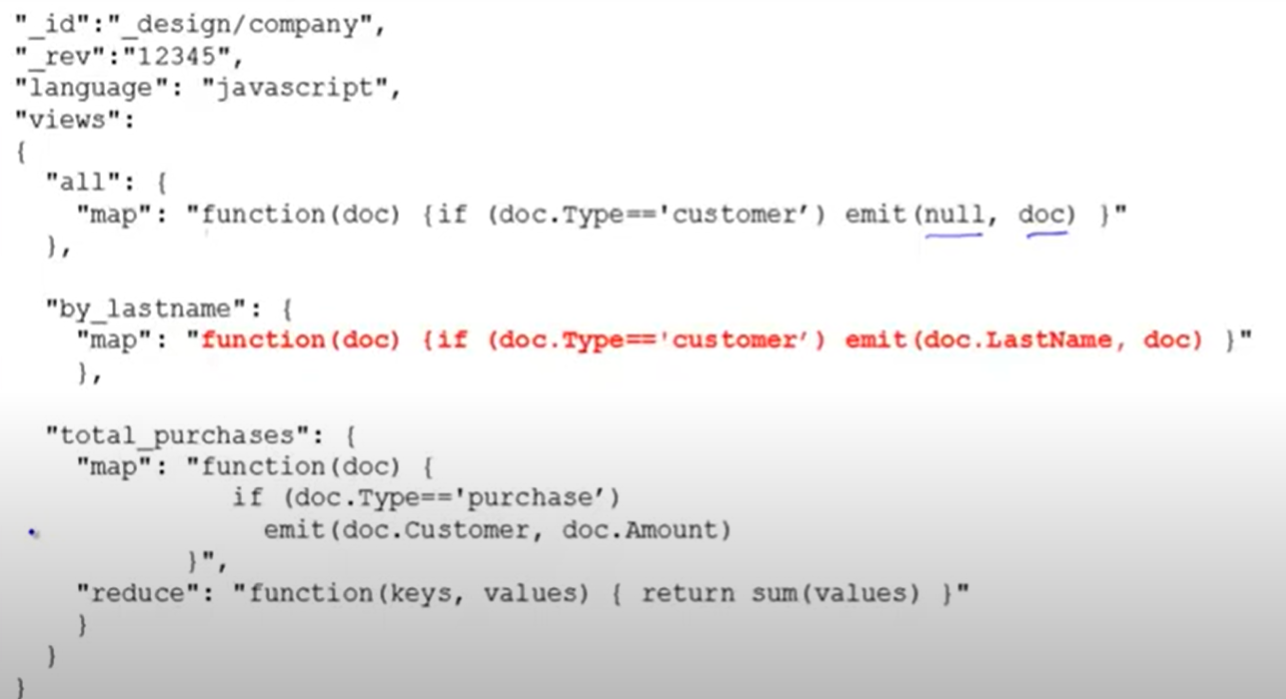 "_id":"_design/company",
"_rev":"12345",
"language": "javascript",
"views":
{
"all": {
"map": "function(doc) {if (doc.Type=='customer’) emit(null, doc) }"
},
"by_lastname": {
"map": "function(doc) {if (doc.Type=='customer’) emit(doc.LastName, doc) }"
},
"total_purchases": {
"map": "function(doc) {
if (doc.Type=='purchase’)
emit(doc.Customer, doc.Amount)
}",
"reduce": "function(keys, values) { return sum(values) }"
}
}
}